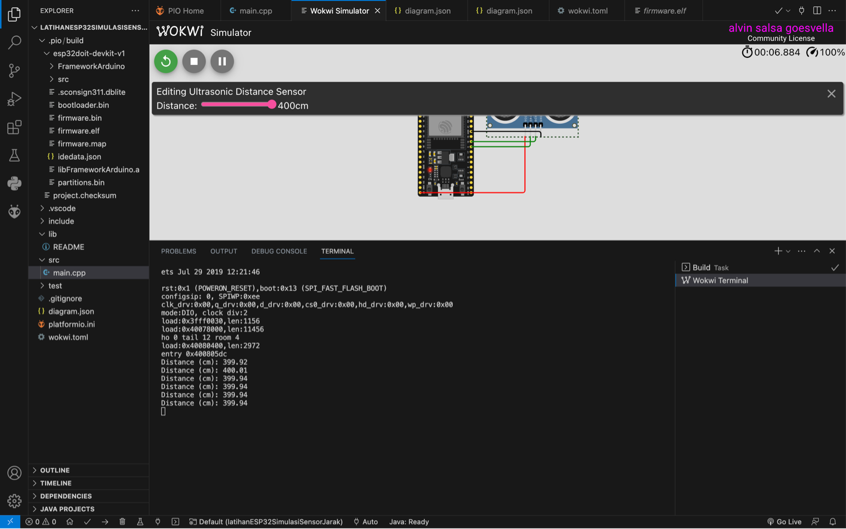 EXPLORER
LATIHANESP32SIMULASISENS...
.pio/build
esp32doit-devkit-v1
FrameworkArduino
src
.sconsign311.dblite
bootloader.bin
firmware.bin
firmware.elf
firmware.map
idedata.json
libFrameworkArduino.a
partitions.bin
project.checksum
.vscode
include
lib
README
src
main.cpp
test
.gitignore
diagram.json
platformio.ini
wokwi.toml
OUTLINE
TIMELINE
DEPENDENCIES
JAVA PROJECTS
PIO Home
main.cpp
Wokwi Simulator
diagram.json
diagram.json
wokwi.toml
firmware.elf
WOKWI Simulator
alvin salsa goesvella
Community License
00:06.884 100%
Editing Ultrasonic Distance Sensor
Distance: 400cm
PROBLEMS OUTPUT DEBUG CONSOLE TERMINAL
ets Jul 29 2019 12:21:46
rst:0x1 (POWERON_RESET),boot:0x13 (SPI_FAST_FLASH_BOOT)
configsip: 0, SPIWP:0xee
clk_drv:0x00,q_drv:0x00,d_drv:0x00,cs0_drv:0x00,hd_drv:0x00,wp_drv:0x00
mode:DIO, clock div:2
load:0x3fff0030,len:1156
load:0x40078000,len:11456
ho 0 tail 12 room 4
load:0x40080400,len:2972
entry 0x400805dc
Distance (cm): 399.92
Distance (cm): 400.01
Distance (cm): 399.94
Distance (cm): 399.94
Distance (cm): 399.94
Distance (cm): 399.94
Build Task
Wokwi Terminal
0 0 Default (latihanESP32SimulasiSensorJarak) Auto Java: Ready Go Live